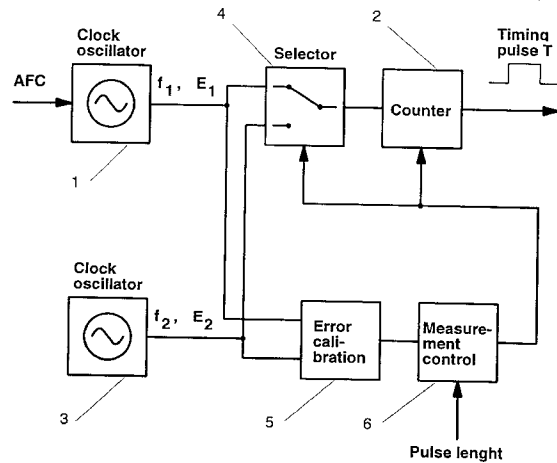 Clock
oscillator
4
Selector
2
Timing
pulse T
AFC
f1, E1
Counter
1
Clock
oscillator
f2, E2
Error
cali-
bration
Measure-
ment
control
3
5
6
Pulse lenght